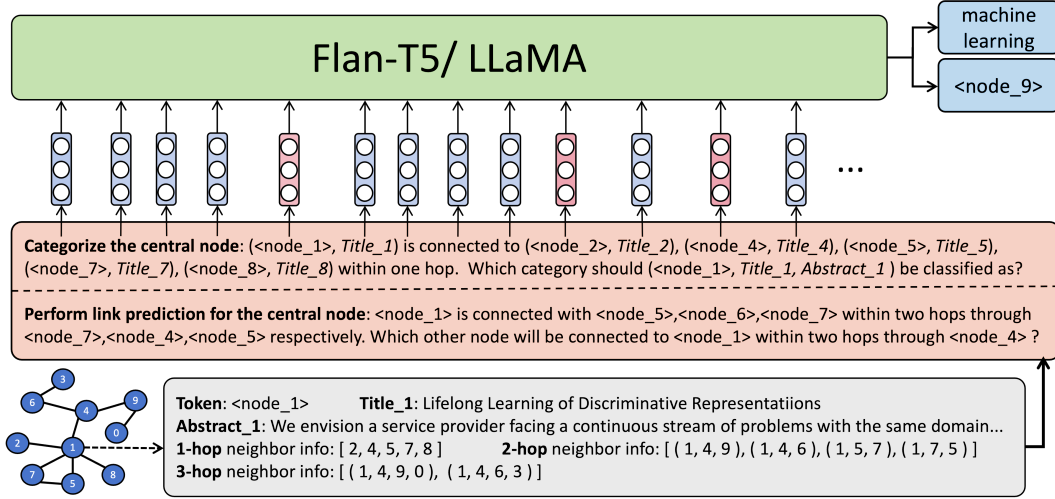 Flan-T5/ LLaMA
machine
learning
<node_9>
...
Categorize the central node: (<node_1>, Title_1) is connected to (<node_2>, Title_2), (<node_4>, Title_4), (<node_5>, Title_5),
(<node_7>, Title_7), (<node_8>, Title_8) within one hop. Which category should (<node_1>, Title_1, Abstract_1 ) be classified as?
Perform link prediction for the central node: <node_1> is connected with <node_5>,<node_6>,<node_7> within two hops through
<node_7>,<node_4>,<node_5> respectively. Which other node will be connected to <node_1> within two hops through <node_4> ?
3
6
4
9
0
2
1
7
5
8
Token: <node_1> Title_1: Lifelong Learning of Discriminative Representatiions
Abstract_1: We envision a service provider facing a continuous stream of problems with the same domain...
1-hop neighbor info: [ 2, 4, 5, 7, 8 ] 2-hop neighbor info: [ ( 1, 4, 9 ) , ( 1, 4, 6 ) , ( 1, 5, 7 ) , ( 1, 7, 5 ) ]
3-hop neighbor info: [ ( 1, 4, 9, 0 ) , ( 1, 4, 6, 3 ) ]